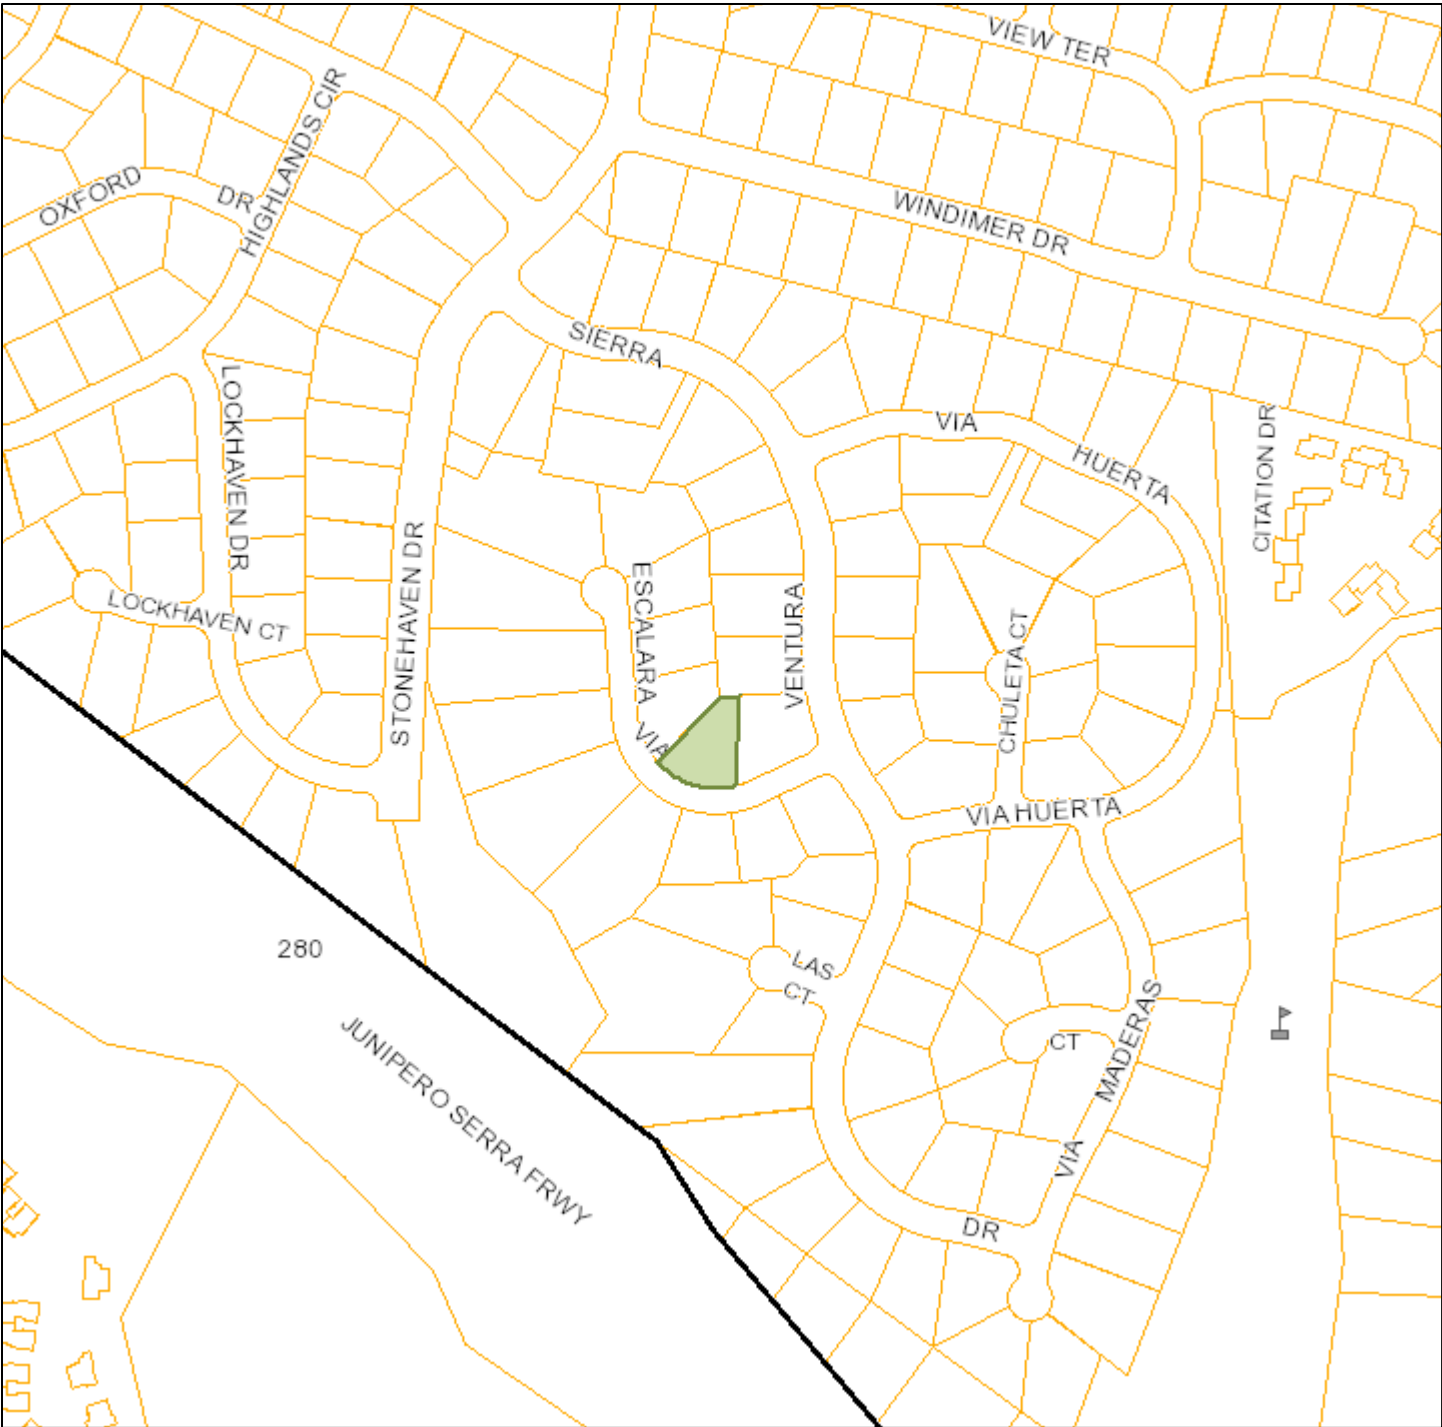 VIEW TER
HIGHLANDS CIR
OXFORD
DR
WINDIMER DR
SIERRA
LOCKHAVEN DR
VIA
HUERTA
CITATION DR
STONEHAVEN DR
ESCALARA
VENTURA
LOCKHAVEN CT
CHULETA CT
VIA
VIA HUERTA
280
LAS
CT
JUNIPERO SERRA FRWY
CT
MADERAS
VIA
DR